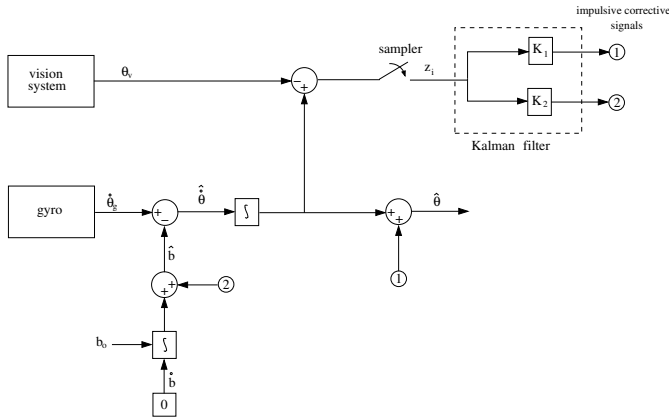 impulsive corrective
signals
sampler
K1
1
vision
system
θv
−
+
zi
K2
2
Kalman filter
gyro
θ̇g
+
−
θ̂̇
∫
+
+
θ̂
b̂
1
+
+
2
bo
∫
ḃ
0